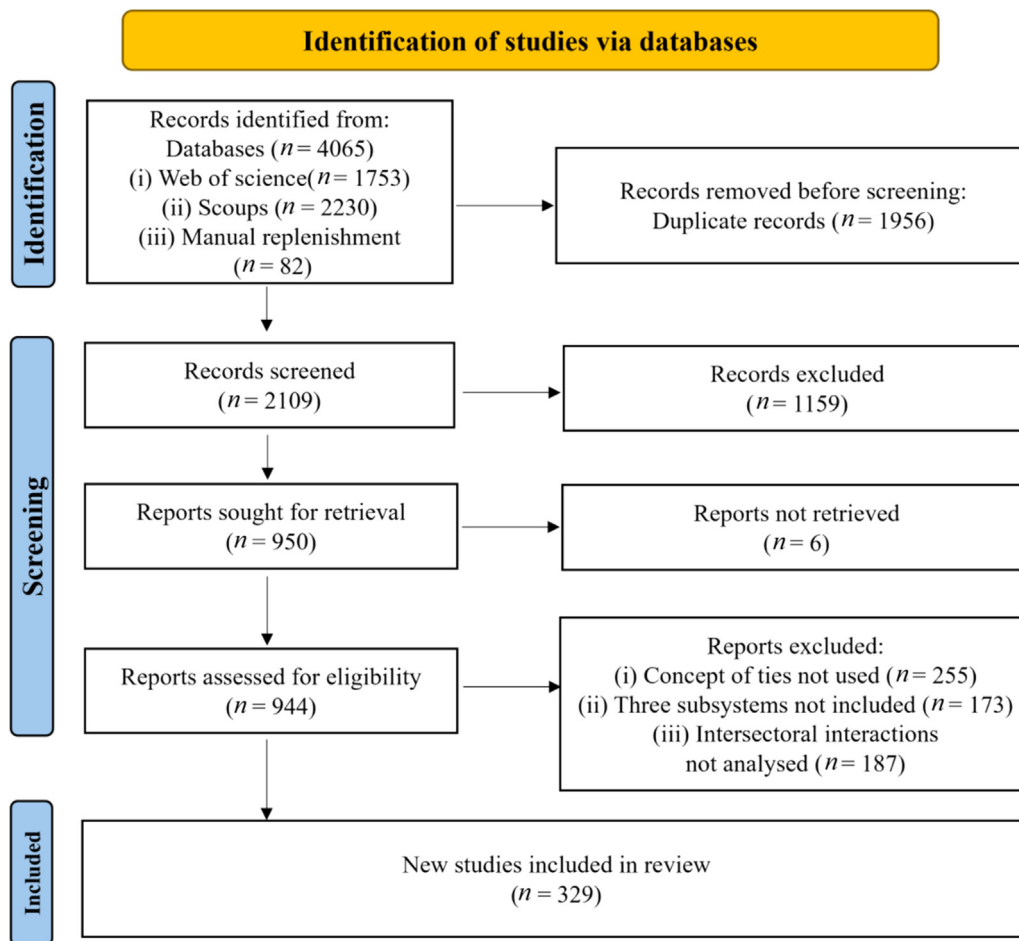 Identification of studies via databases
Identification
Records identified from:
Databases (n = 4065)
(i) Web of science(n = 1753)
(ii) Scoups (n = 2230)
(iii) Manual replenishment
(n = 82)
Records removed before screening:
Duplicate records (n = 1956)
Screening
Records screened
(n = 2109)
Records excluded
(n = 1159)
Reports sought for retrieval
(n = 950)
Reports not retrieved
(n = 6)
Reports assessed for eligibility
(n = 944)
Reports excluded:
(i) Concept of ties not used (n = 255)
(ii) Three subsystems not included (n = 173)
(iii) Intersectoral interactions
not analysed (n = 187)
Included
New studies included in review
(n = 329)